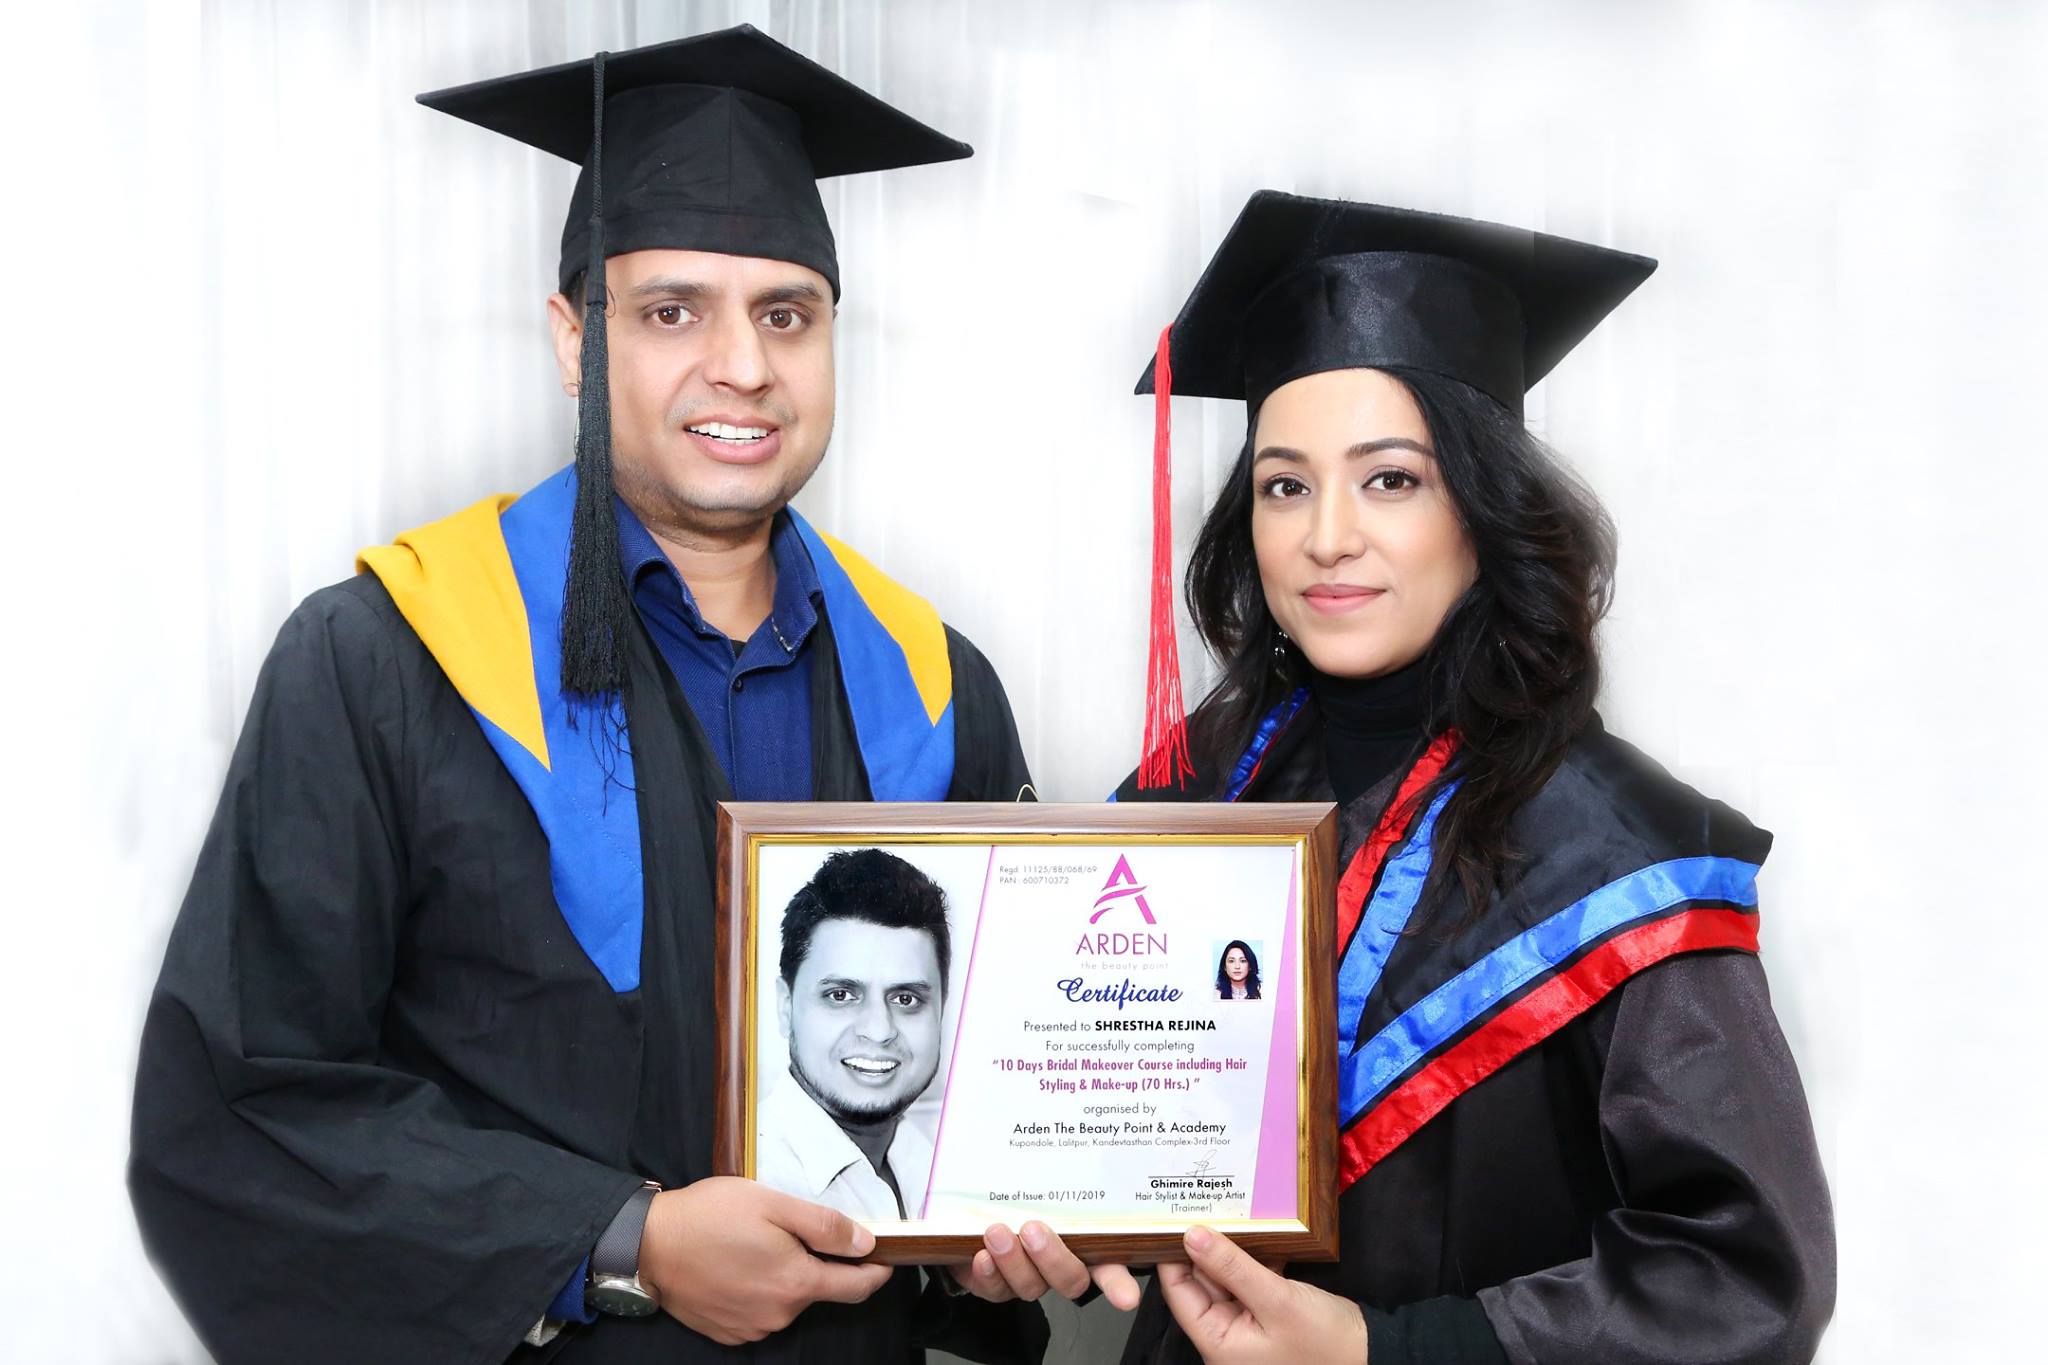 Regd: 11125/88/068/69
PAN : 600710372
ARDEN
the beauty point
Certificate
Presented to SHRESTHA REJINA
For successfully completing
"10 Days Bridal Makeover Course including Hair
Styling & Make-up (70 Hrs.) "
organised by
Arden The Beauty Point & Academy
Kupondole, Lalitpur, Kandevtasthan Complex-3rd Floor
Ghimire Rajesh
Date of Issue: 01/11/2019
Hair Stylist & Make-up Artist
(Trainner)